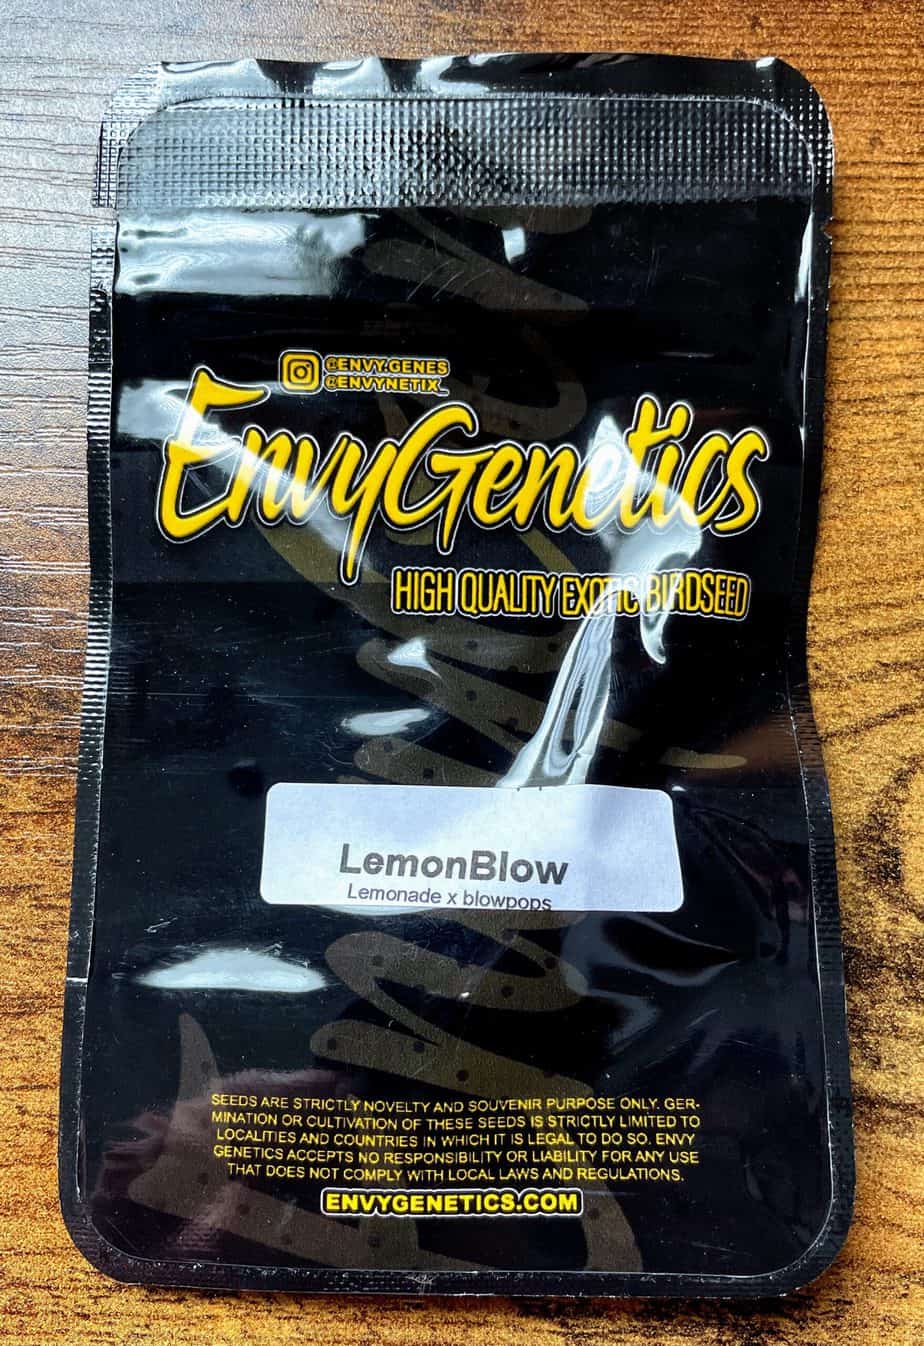 @ENVY.GENES
@ENVYNETIX_
EnvyGenetics
HIGH QUALITY EXOTIC BIRDSEED
LemonBlow
Lemonade x blowpops
SEEDS ARE STRICTLY NOVELTY AND SOUVENIR PURPOSE ONLY. GER-
MINATION OR CULTIVATION OF THESE SEEDS IS STRICTLY LIMITED TO
LOCALITIES AND COUNTRIES IN WHICH IT IS LEGAL TO DO SO. ENVY
GENETICS ACCEPTS NO RESPONSIBILITY OR LIABILITY FOR ANY USE
THAT DOES NOT COMPLY WITH LOCAL LAWS AND REGULATIONS.
ENVYGENETICS.COM